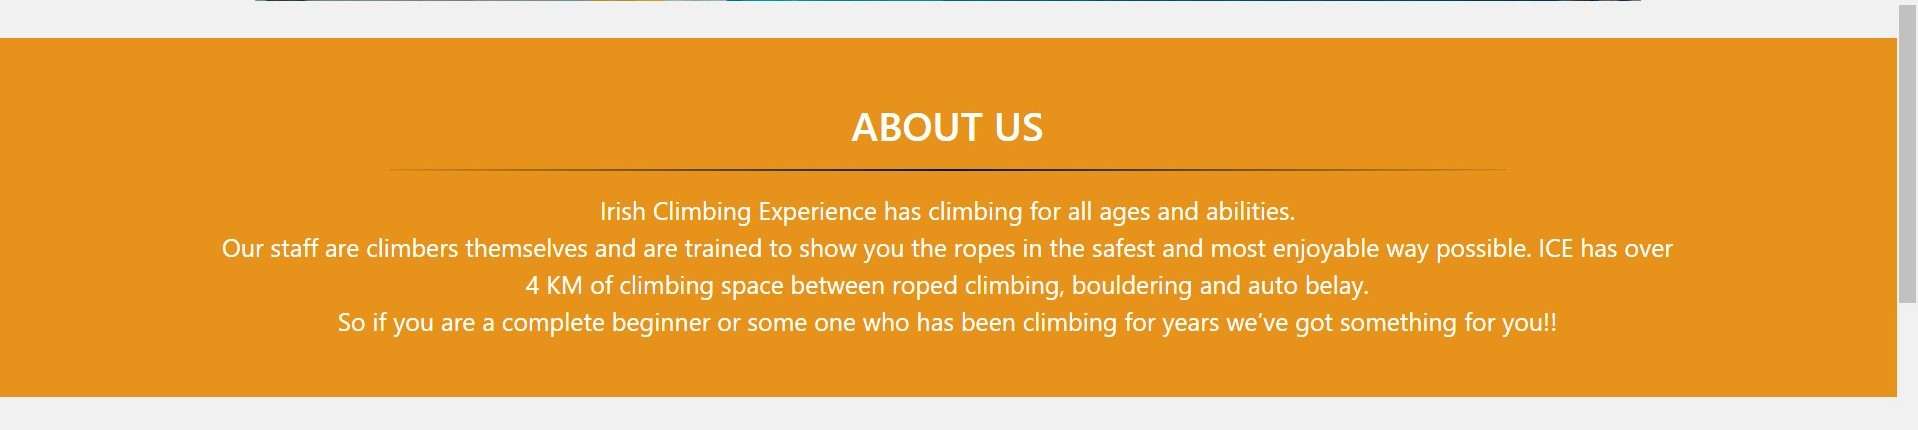 ABOUT US
Irish Climbing Experience has climbing for all ages and abilities.
Our staff are climbers themselves and are trained to show you the ropes in the safest and most enjoyable way possible. ICE has over
4 KM of climbing space between roped climbing, bouldering and auto belay.
So if you are a complete beginner or some one who has been climbing for years we’ve got something for you!!